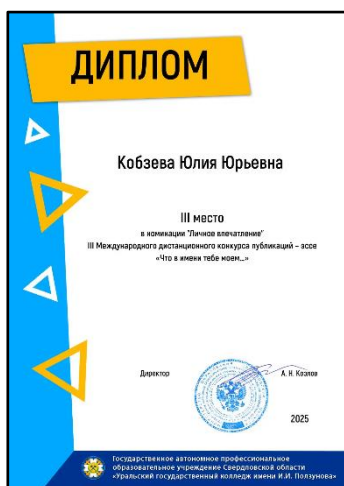 ДИПЛОМ
Кобзева Юлия Юрьевна
III место
в номикации "Личное впечатление"
III Международного дистанционного конкурса публикаций – эссе
«Что в имени тебе моем...»
Директор
А. Н. Козлов
2025
Государственное автономное профессиональное
образовательное учреждение Свердловской области
«Уральский государственный колледж имени И.И. Ползунова»